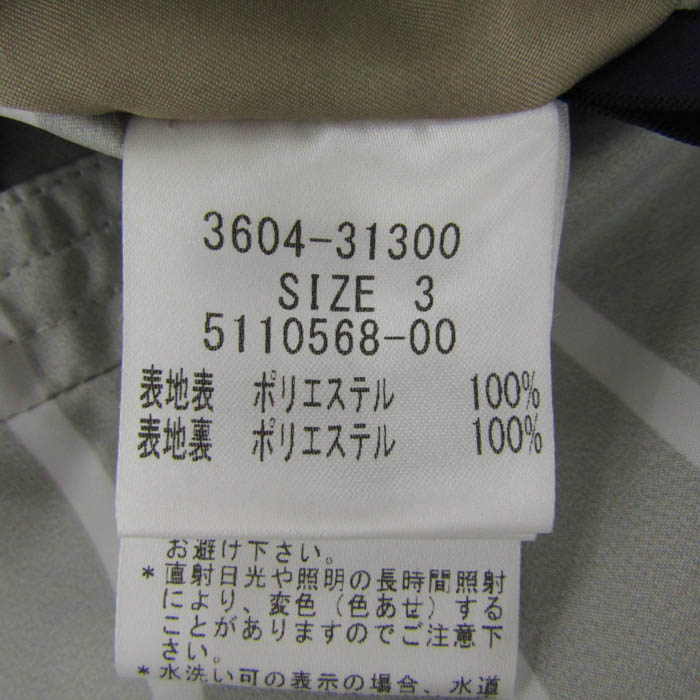 3604-31300
SIZE 3
5110568-00
表地表 ポリエステル 100%
表地裏 ポリエステル 100%
お避け下さい。
*直射日光や照明の長時間照射
により、変色(色あせ)する
ことがありますのでご注意下
さい。
*水洗い可の表示の場合、水道